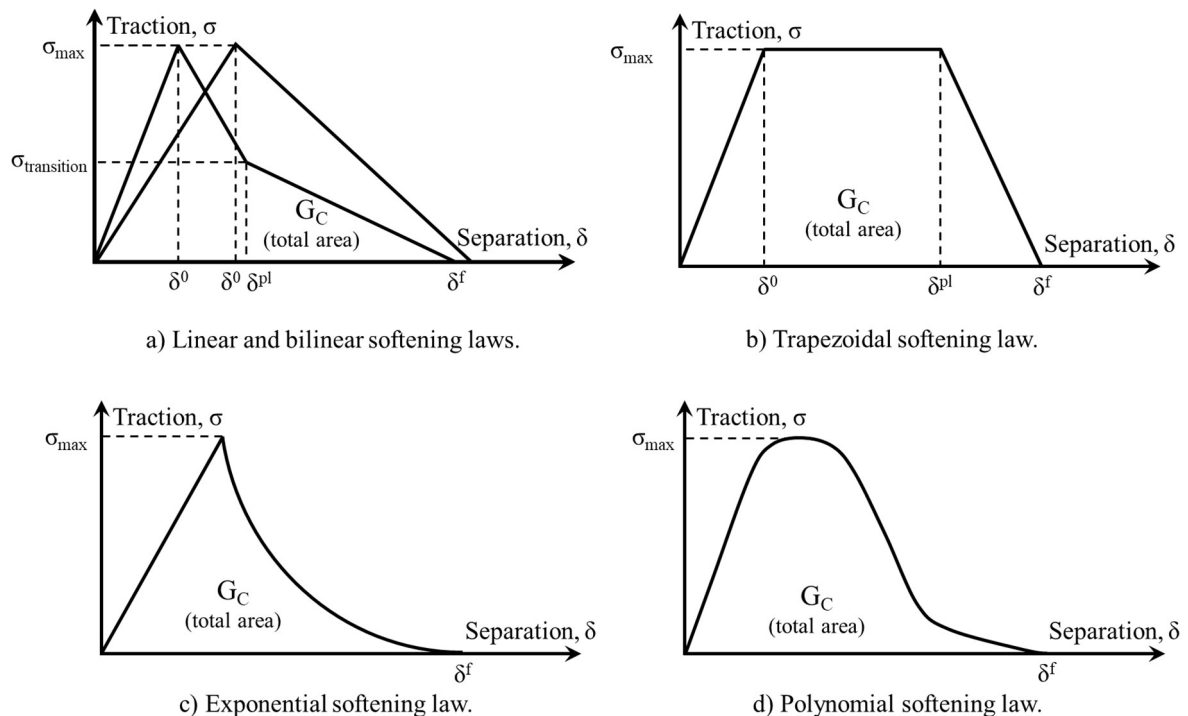 Traction, σ
σmax
σtransition
GC
(total area)
Separation, δ
δ⁰ δ⁰ δᵖˡ δᶠ
a) Linear and bilinear softening laws.
Traction, σ
σmax
GC
(total area)
Separation, δ
δ⁰ δᵖˡ δᶠ
b) Trapezoidal softening law.
Traction, σ
σmax
GC
(total area)
Separation, δ
δᶠ
c) Exponential softening law.
Traction, σ
σmax
GC
(total area)
Separation, δ
δᶠ
d) Polynomial softening law.